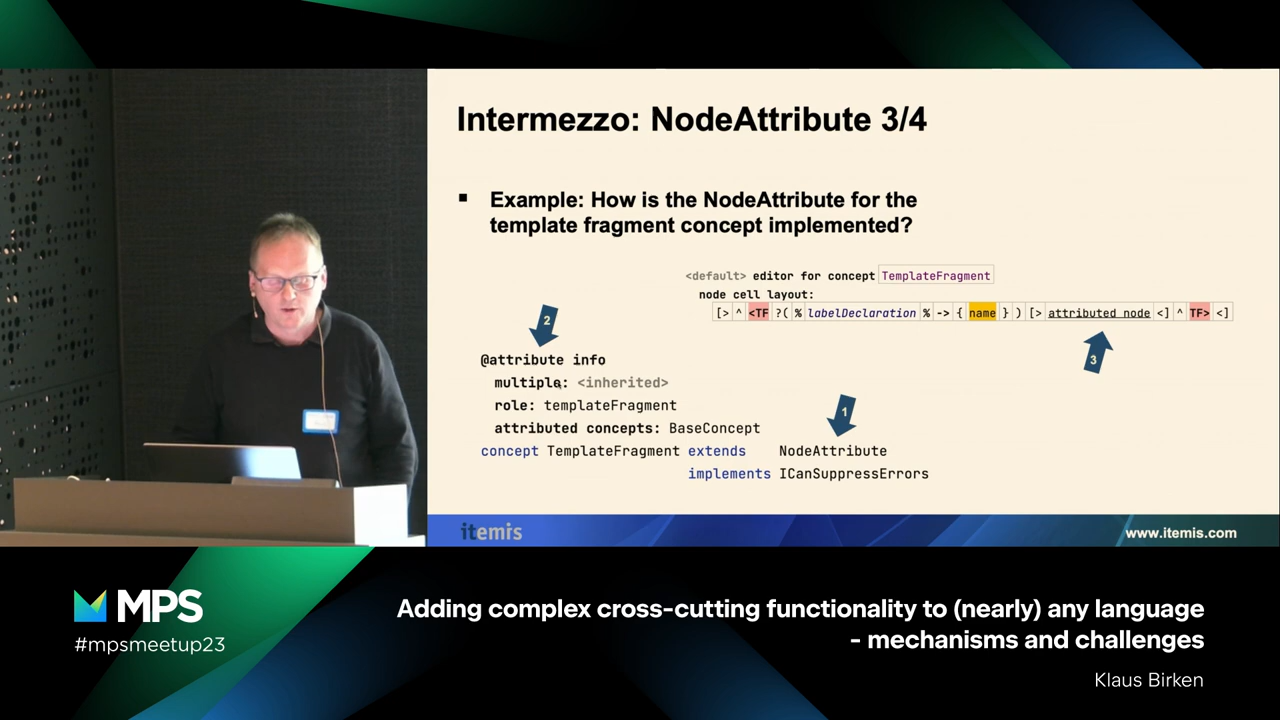 Intermezzo: NodeAttribute 3/4
▪ Example: How is the NodeAttribute for the
template fragment concept implemented?
<default> editor for concept TemplateFragment
node cell layout:
[> ^ <TF ?( % labelDeclaration % -> { name } ) [> attributed node <] ^ TF> <]
2
3
@attribute info
multiple: <inherited>
role: templateFragment
attributed concepts: BaseConcept
1
concept TemplateFragment extends NodeAttribute
implements ICanSuppressErrors
itemis
www.itemis.com
MPS
#mpsmeetup23
Adding complex cross-cutting functionality to (nearly) any language
- mechanisms and challenges
Klaus Birken